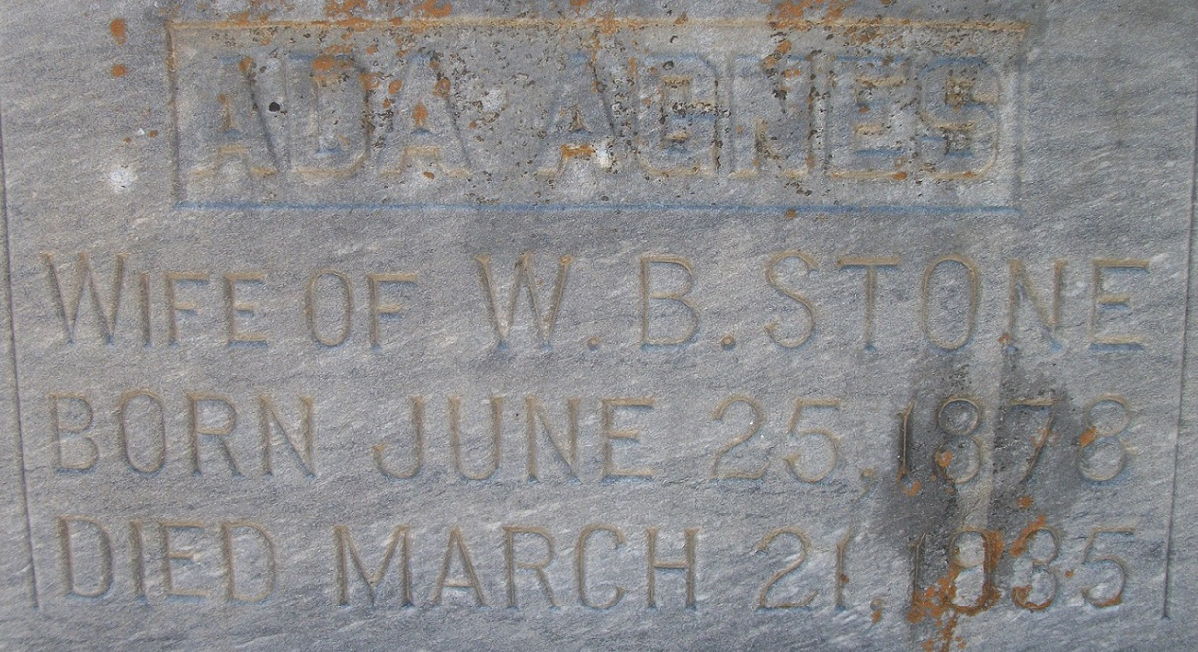 ADA AGNES
WIFE OF W. B. STONE
BORN JUNE 25, 1878
DIED MARCH 21, 1935